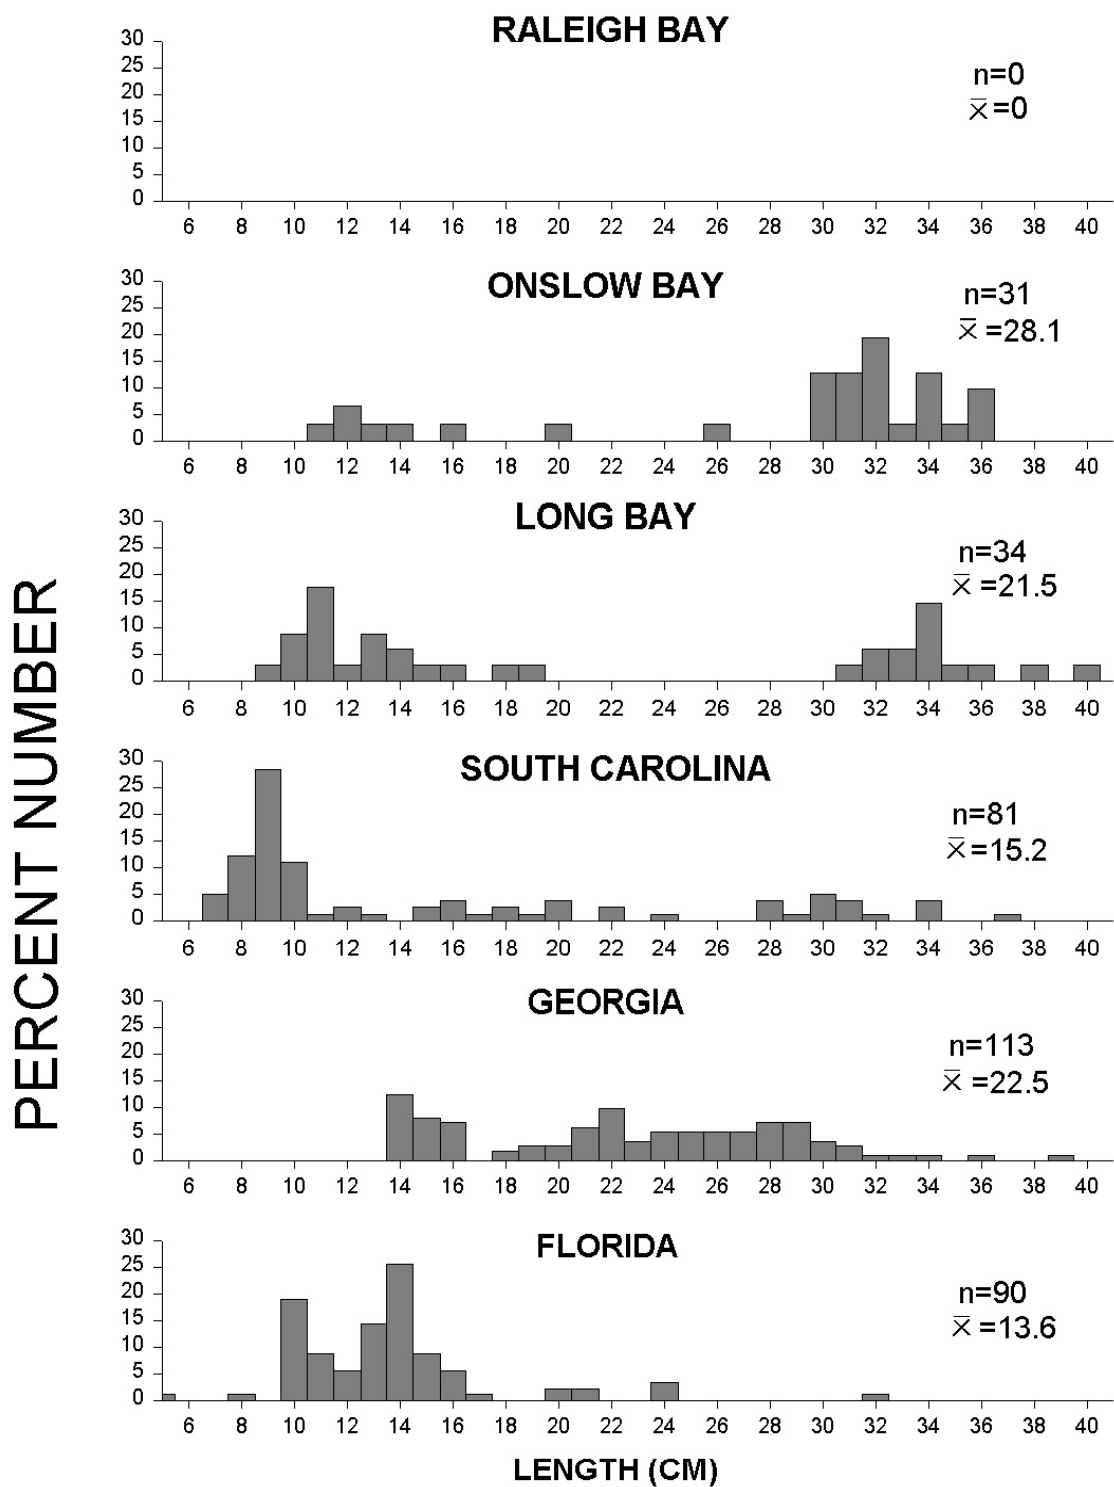 RALEIGH BAY
n=0
x̄ =0
30
25
20
15
10
5
0
6 8 10 12 14 16 18 20 22 24 26 28 30 32 34 36 38 40
ONSLOW BAY
n=31
x̄ =28.1
30
25
20
15
10
5
0
6 8 10 12 14 16 18 20 22 24 26 28 30 32 34 36 38 40
LONG BAY
n=34
x̄ =21.5
30
25
20
15
10
5
0
6 8 10 12 14 16 18 20 22 24 26 28 30 32 34 36 38 40
PERCENT NUMBER
SOUTH CAROLINA
n=81
x̄ =15.2
30
25
20
15
10
5
0
6 8 10 12 14 16 18 20 22 24 26 28 30 32 34 36 38 40
GEORGIA
n=113
x̄ =22.5
30
25
20
15
10
5
0
6 8 10 12 14 16 18 20 22 24 26 28 30 32 34 36 38 40
FLORIDA
n=90
x̄ =13.6
30
25
20
15
10
5
0
6 8 10 12 14 16 18 20 22 24 26 28 30 32 34 36 38 40
LENGTH (CM)